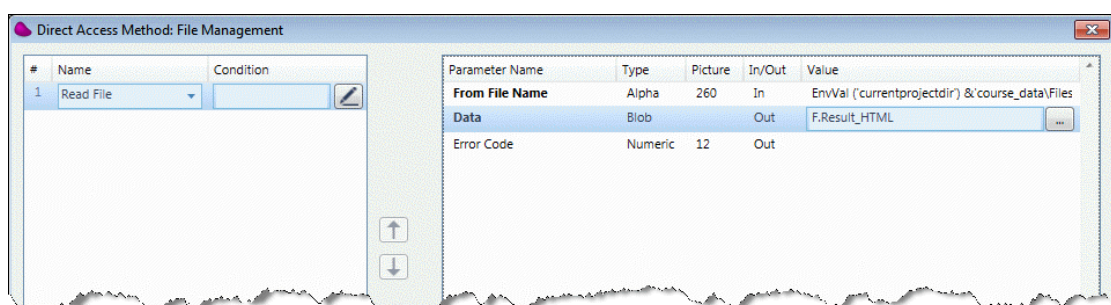 Direct Access Method: File Management
# Name Condition
1 Read File
Parameter Name Type Picture In/Out Value
From File Name Alpha 260 In EnvVal ('currentprojectdir') &'course_data\Files
Data Blob Out F.Result_HTML ...
Error Code Numeric 12 Out